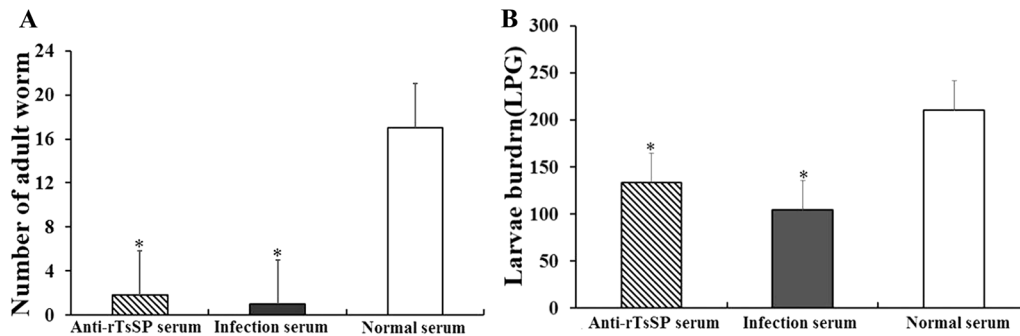 A
Number of adult worm
24
20
16
12
8
4
0
*
*
Anti-rTsSP serum
Infection serum
Normal serum
B
Larvae burdrn(LPG)
300
250
200
150
100
50
0
*
*
Anti-rTsSP serum
Infection serum
Normal serum